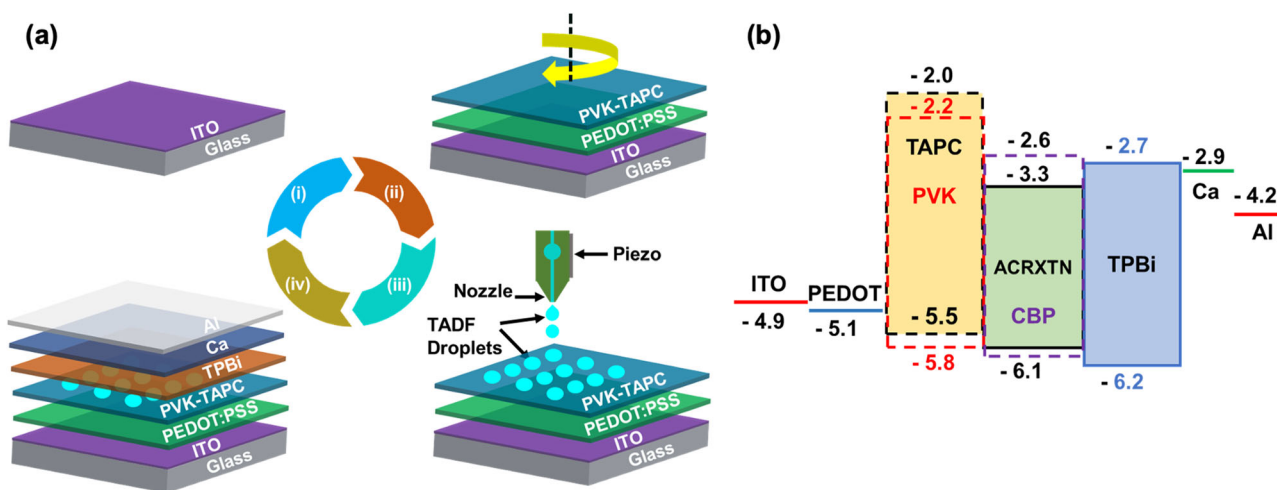 (a)
ITO
Glass
PVK-TAPC
PEDOT:PSS
ITO
Glass
(i)
(ii)
(iii)
(iv)
Al
Ca
TPBi
PVK-TAPC
PEDOT:PSS
ITO
Glass
Piezo
Nozzle
TADF
Droplets
PVK-TAPC
PEDOT:PSS
ITO
Glass
(b)
- 2.0
- 2.2
TAPC
PVK
- 5.5
- 5.8
- 2.6
- 3.3
ACRXTN
CBP
- 6.1
- 2.7
TPBi
- 6.2
- 2.9
Ca
- 4.2
Al
ITO
- 4.9
PEDOT
- 5.1